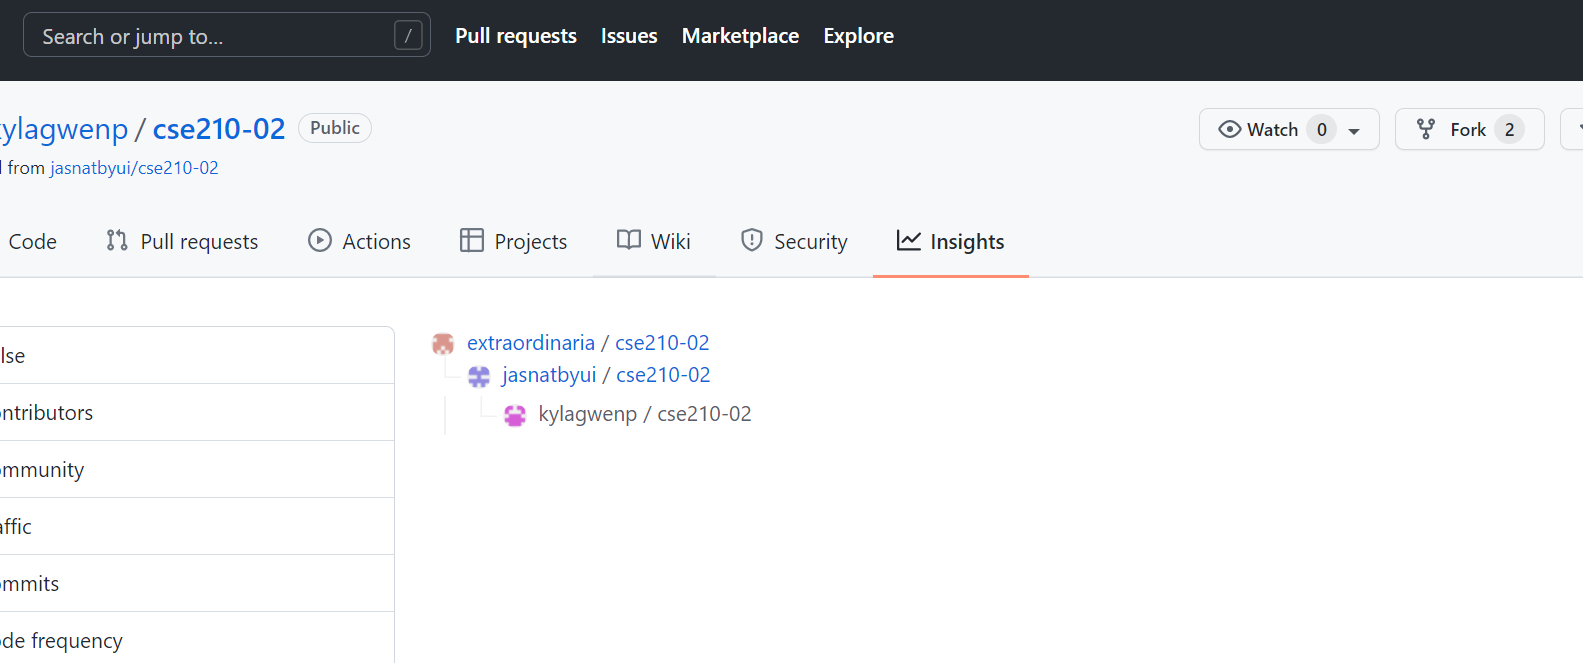 Search or jump to... /
Pull requests Issues Marketplace Explore
ylagwenp / cse210-02 Public
Watch 0 Fork 2
from jasnatbyui/cse210-02
Code Pull requests Actions Projects Wiki Security Insights
lse
extraordinaria / cse210-02
jasnatbyui / cse210-02
kylagwenp / cse210-02
ntributors
mmunity
affic
mmits
de frequency